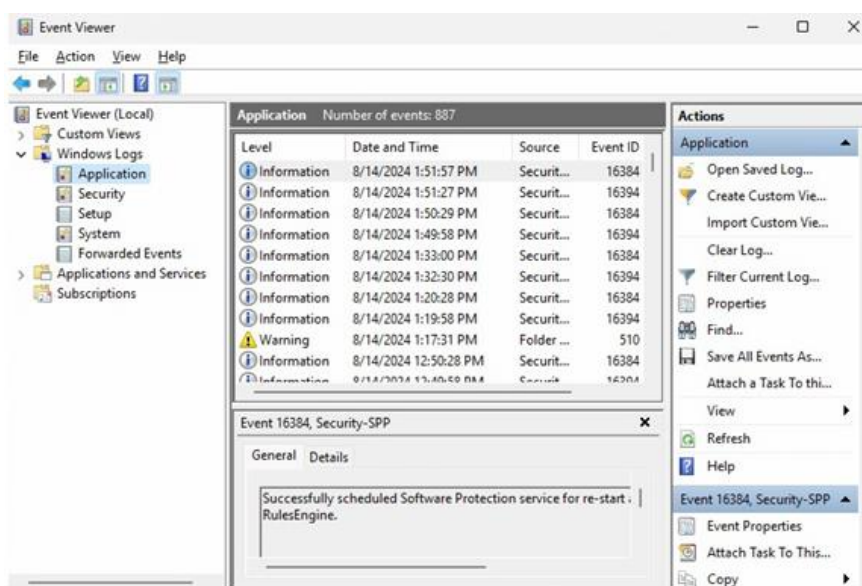 Event Viewer
File Action View Help
Event Viewer (Local)
Custom Views
Windows Logs
Application
Security
Setup
System
Forwarded Events
Applications and Services
Subscriptions
Application Number of events: 887
Level Date and Time Source Event ID
Information 8/14/2024 1:51:57 PM Securit... 16384
Information 8/14/2024 1:51:27 PM Securit... 16394
Information 8/14/2024 1:50:29 PM Securit... 16384
Information 8/14/2024 1:49:58 PM Securit... 16394
Information 8/14/2024 1:33:00 PM Securit... 16384
Information 8/14/2024 1:32:30 PM Securit... 16394
Information 8/14/2024 1:20:28 PM Securit... 16384
Information 8/14/2024 1:19:58 PM Securit... 16394
Warning 8/14/2024 1:17:31 PM Folder ... 510
Information 8/14/2024 12:50:28 PM Securit... 16384
Information 8/14/2024 12:49:58 PM Securit... 16394
Event 16384, Security-SPP
General Details
Successfully scheduled Software Protection service for re-start
RulesEngine.
Actions
Application
Open Saved Log...
Create Custom Vie...
Import Custom Vie...
Clear Log...
Filter Current Log...
Properties
Find...
Save All Events As...
Attach a Task To thi...
View
Refresh
Help
Event 16384, Security-SPP
Event Properties
Attach Task To This...
Copy